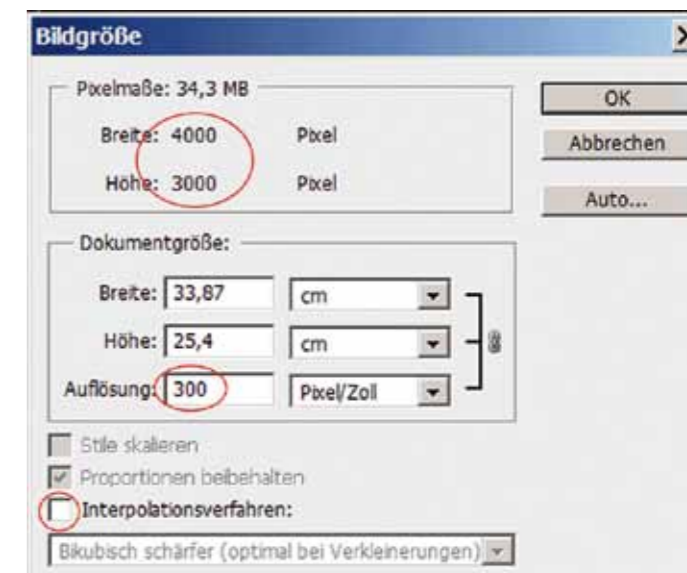 Bildgröße
Pixelmaße: 34,3 MB
Breite: 4000 Pixel
Höhe: 3000 Pixel
OK
Abbrechen
Auto...
Dokumentgröße:
Breite: 33,87 cm
Höhe: 25,4 cm
Auflösung: 300 Pixel/Zoll
Stile skalieren
Proportionen beibehalten
Interpolationsverfahren:
Bikubisch schärfer (optimal bei Verkleinerungen)